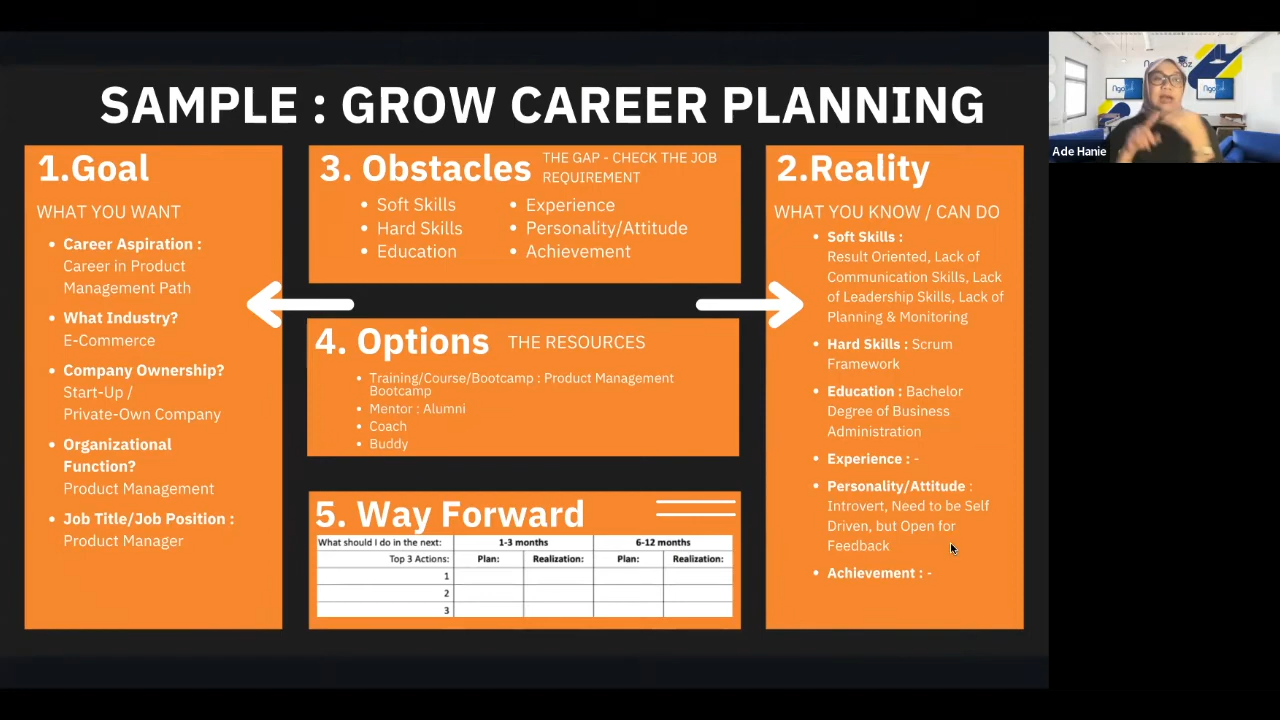 SAMPLE : GROW CAREER PLANNING
1.Goal
WHAT YOU WANT
• Career Aspiration :
Career in Product
Management Path
• What Industry?
E-Commerce
• Company Ownership?
Start-Up /
Private-Own Company
• Organizational
Function?
Product Management
• Job Title/Job Position :
Product Manager
3. Obstacles
THE GAP - CHECK THE JOB
REQUIREMENT
• Soft Skills
• Hard Skills
• Education
• Experience
• Personality/Attitude
• Achievement
4. Options
THE RESOURCES
• Training/Course/Bootcamp : Product Management
Bootcamp
• Mentor : Alumni
• Coach
• Buddy
5. Way Forward
What should I do in the next: 1-3 months 6-12 months
Top 3 Actions: Plan: Realization: Plan: Realization:
1
2
3
2.Reality
WHAT YOU KNOW / CAN DO
• Soft Skills :
Result Oriented, Lack of
Communication Skills, Lack
of Leadership Skills, Lack of
Planning & Monitoring
• Hard Skills : Scrum
Framework
• Education : Bachelor
Degree of Business
Administration
• Experience : -
• Personality/Attitude :
Introvert, Need to be Self
Driven, but Open for
Feedback
• Achievement : -
Ade Hanie